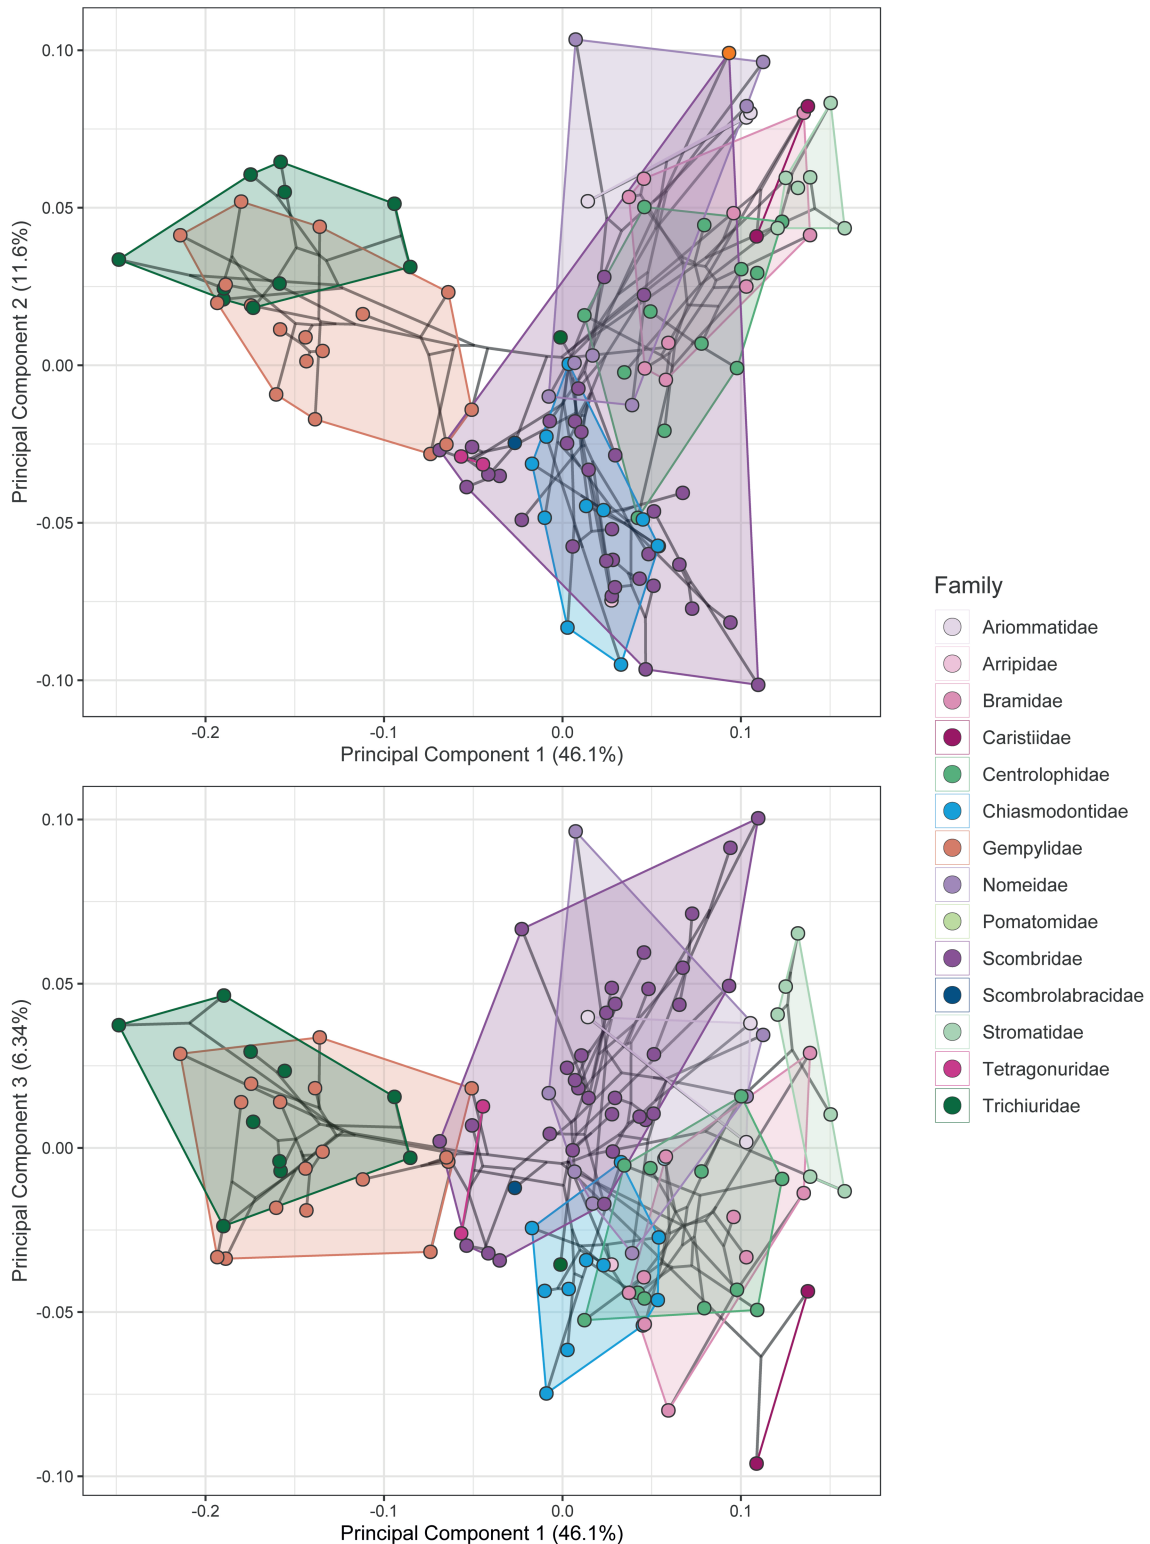 0.10
0.05
0.00
-0.05
-0.10
Principal Component 2 (11.6%)
-0.2
-0.1
0.0
0.1
Principal Component 1 (46.1%)
0.10
0.05
0.00
-0.05
-0.10
Principal Component 3 (6.34%)
-0.2
-0.1
0.0
0.1
Principal Component 1 (46.1%)
Family
Ariommatidae
Arripidae
Bramidae
Caristiidae
Centrolophidae
Chiasmodontidae
Gempylidae
Nomeidae
Pomatomidae
Scombridae
Scombrolabracidae
Stromatidae
Tetragonuridae
Trichiuridae